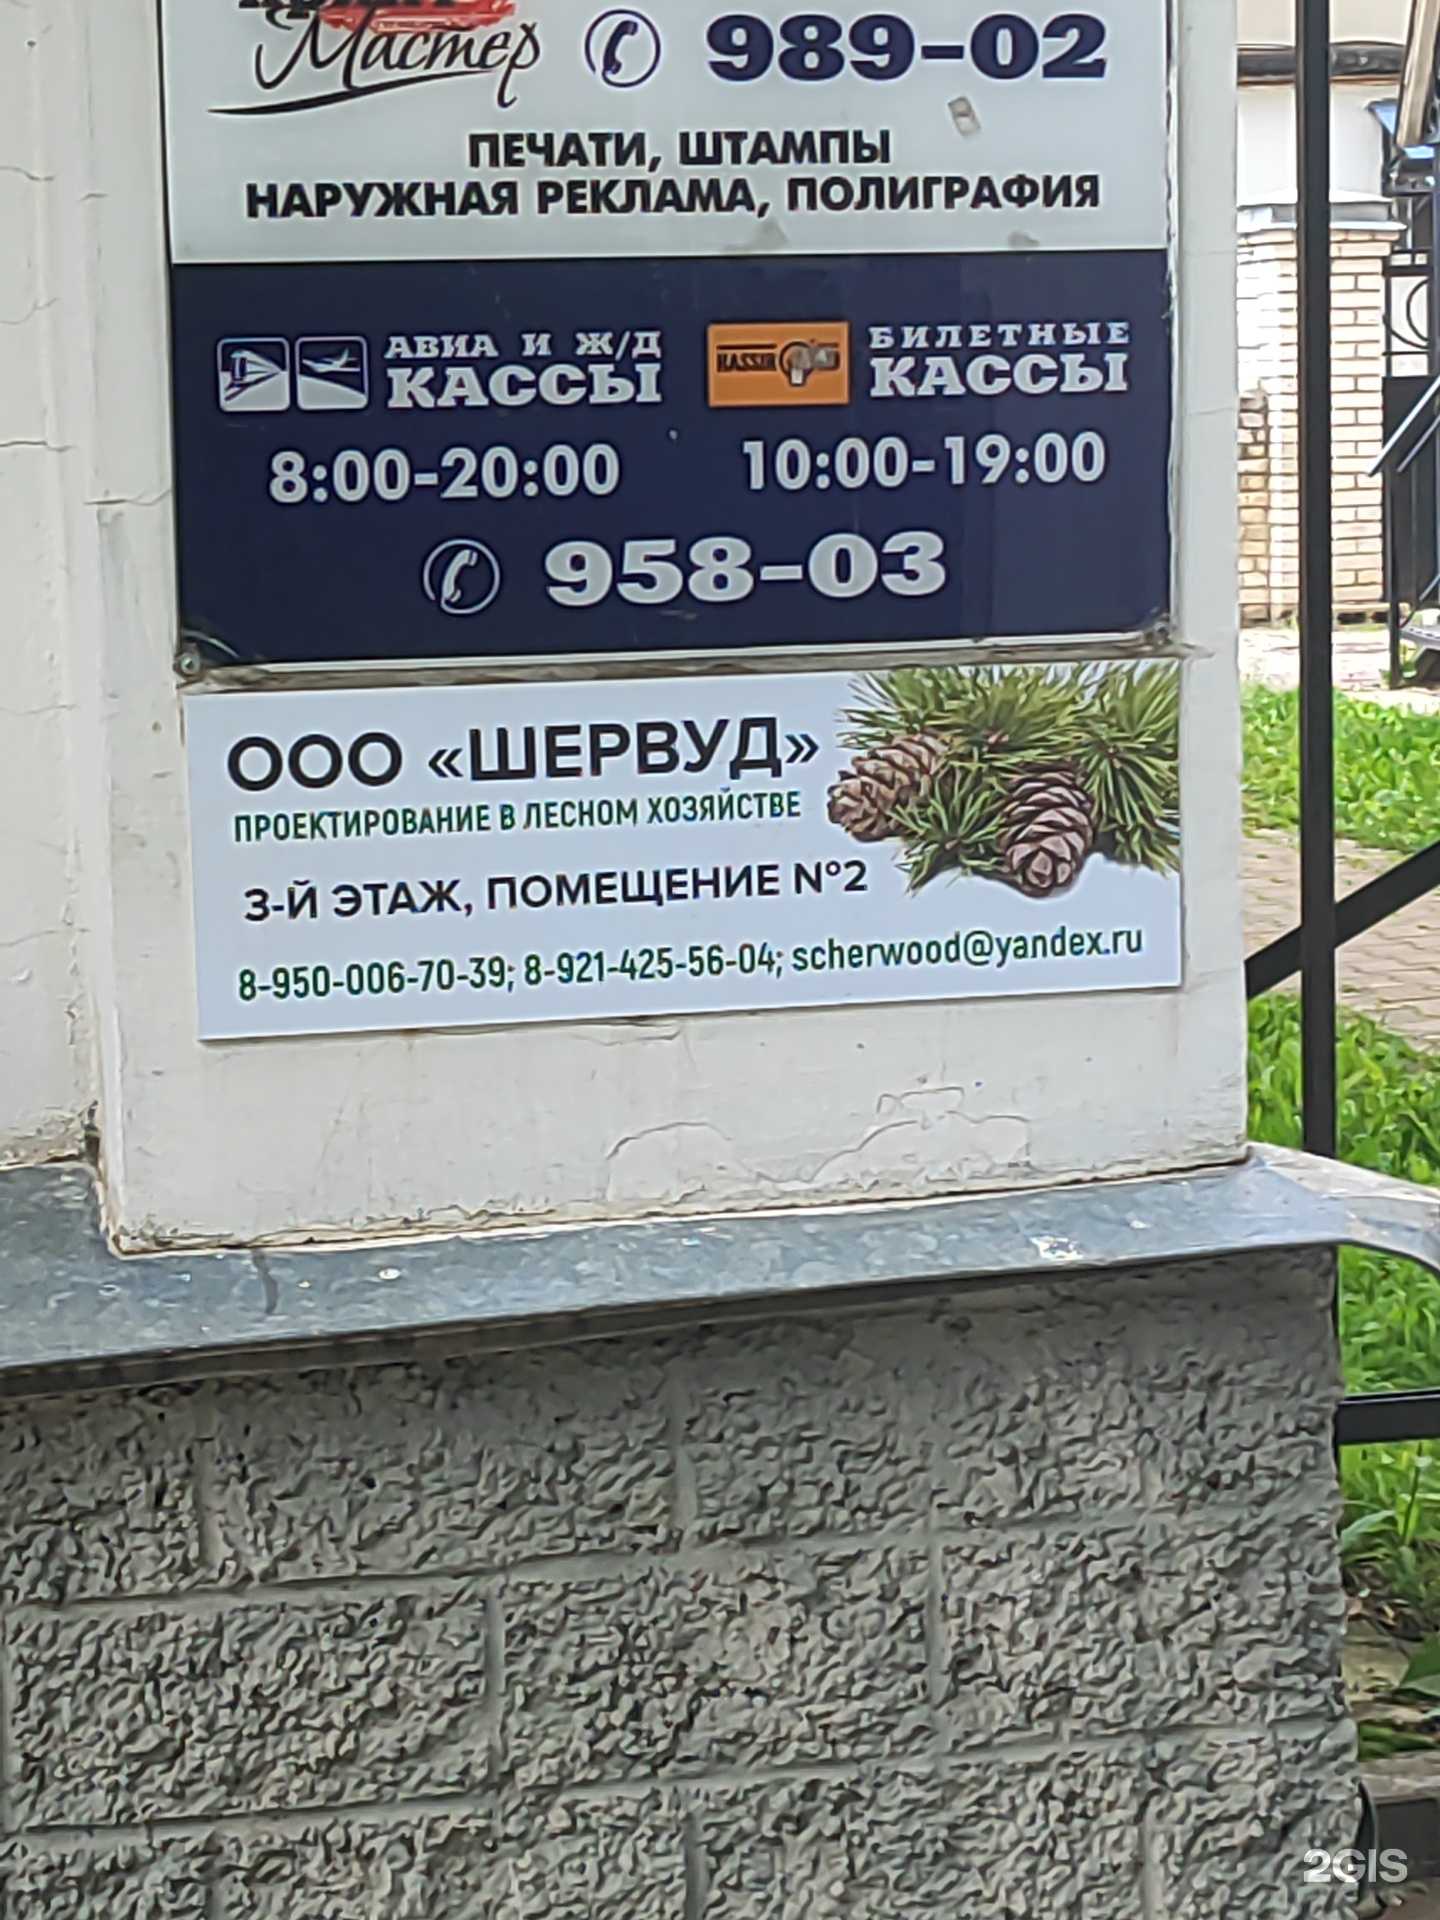 Мастер 989-02
ПЕЧАТИ, ШТАМПЫ
НАРУЖНАЯ РЕКЛАМА, ПОЛИГРАФИЯ
АВИА И Ж/Д
КАССЫ
8:00-20:00
KASSIR
БИЛЕТНЫЕ
КАССЫ
10:00-19:00
958-03
ООО «ШЕРВУД»
ПРОЕКТИРОВАНИЕ В ЛЕСНОМ ХОЗЯЙСТВЕ
3-Й ЭТАЖ, ПОМЕЩЕНИЕ №2
8-950-006-70-39; 8-921-425-56-04; scherwood@yandex.ru
2GIS